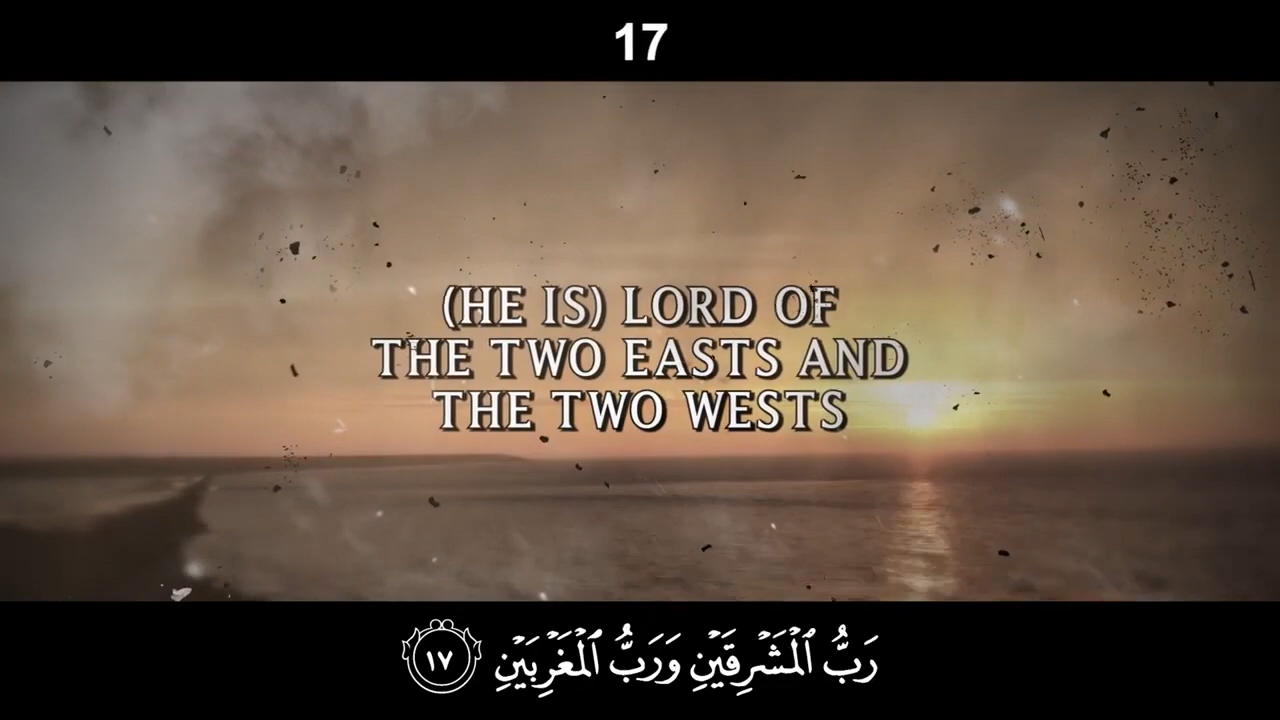 17
(HE IS) LORD OF
THE TWO EASTS AND
THE TWO WESTS
رَبُّ ٱلْمَشْرِقَيْنِ وَرَبُّ ٱلْمَغْرِبَيْنِ ١٧